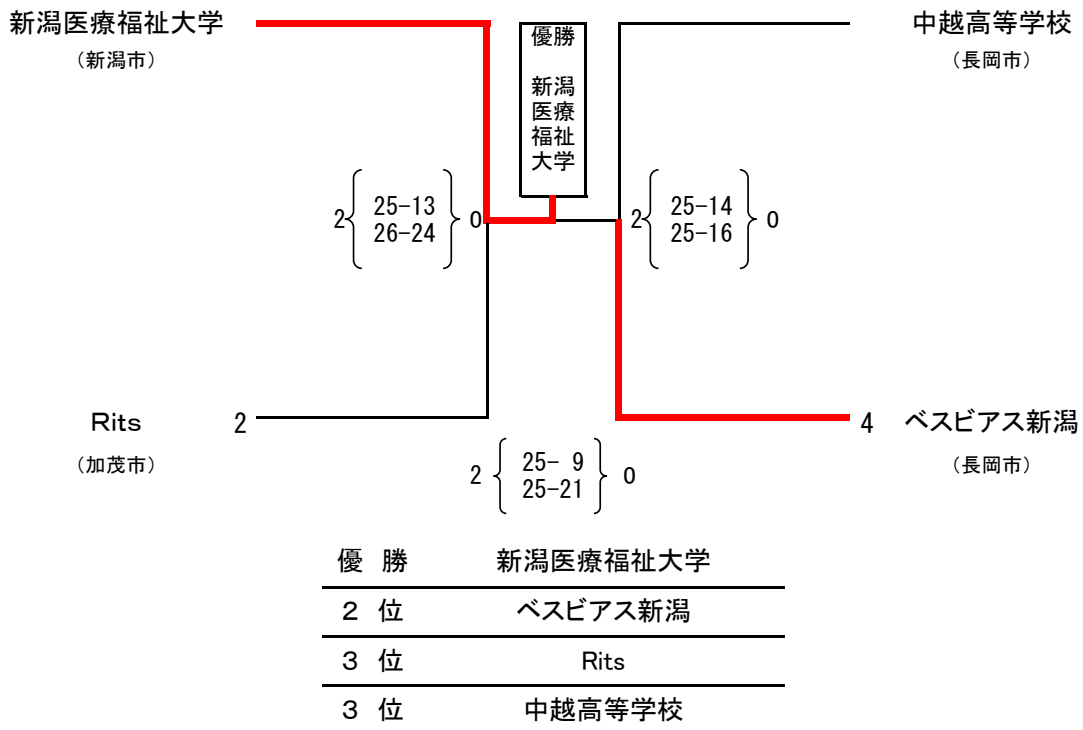 新潟医療福祉大学
（新潟市）
優勝
新潟
医療
福祉
大学
中越高等学校
（長岡市）
2 25-13 0
26-24
2 25-14 0
25-16
Rits 2
（加茂市）
4 ベスビアス新潟
（長岡市）
2 25- 9 0
25-21
優 勝 新潟医療福祉大学
２ 位 ベスビアス新潟
３ 位 Rits
３ 位 中越高等学校